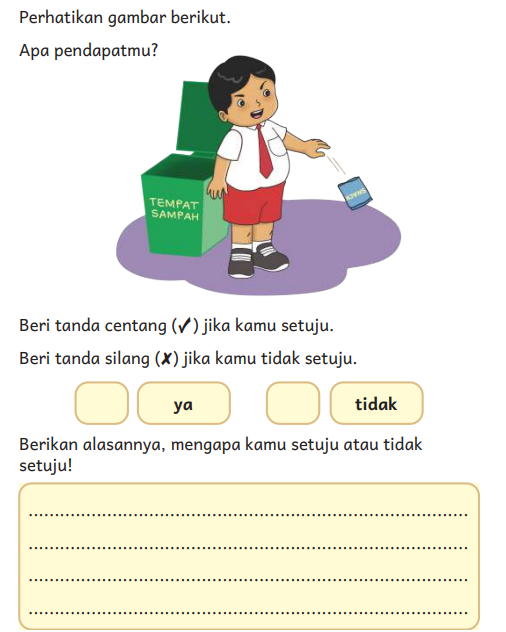 Perhatikan gambar berikut.
Apa pendapatmu?
TEMPAT
SAMPAH
SNACK
Beri tanda centang (✓) jika kamu setuju.
Beri tanda silang (✗) jika kamu tidak setuju.
ya
tidak
Berikan alasannya, mengapa kamu setuju atau tidak
setuju!